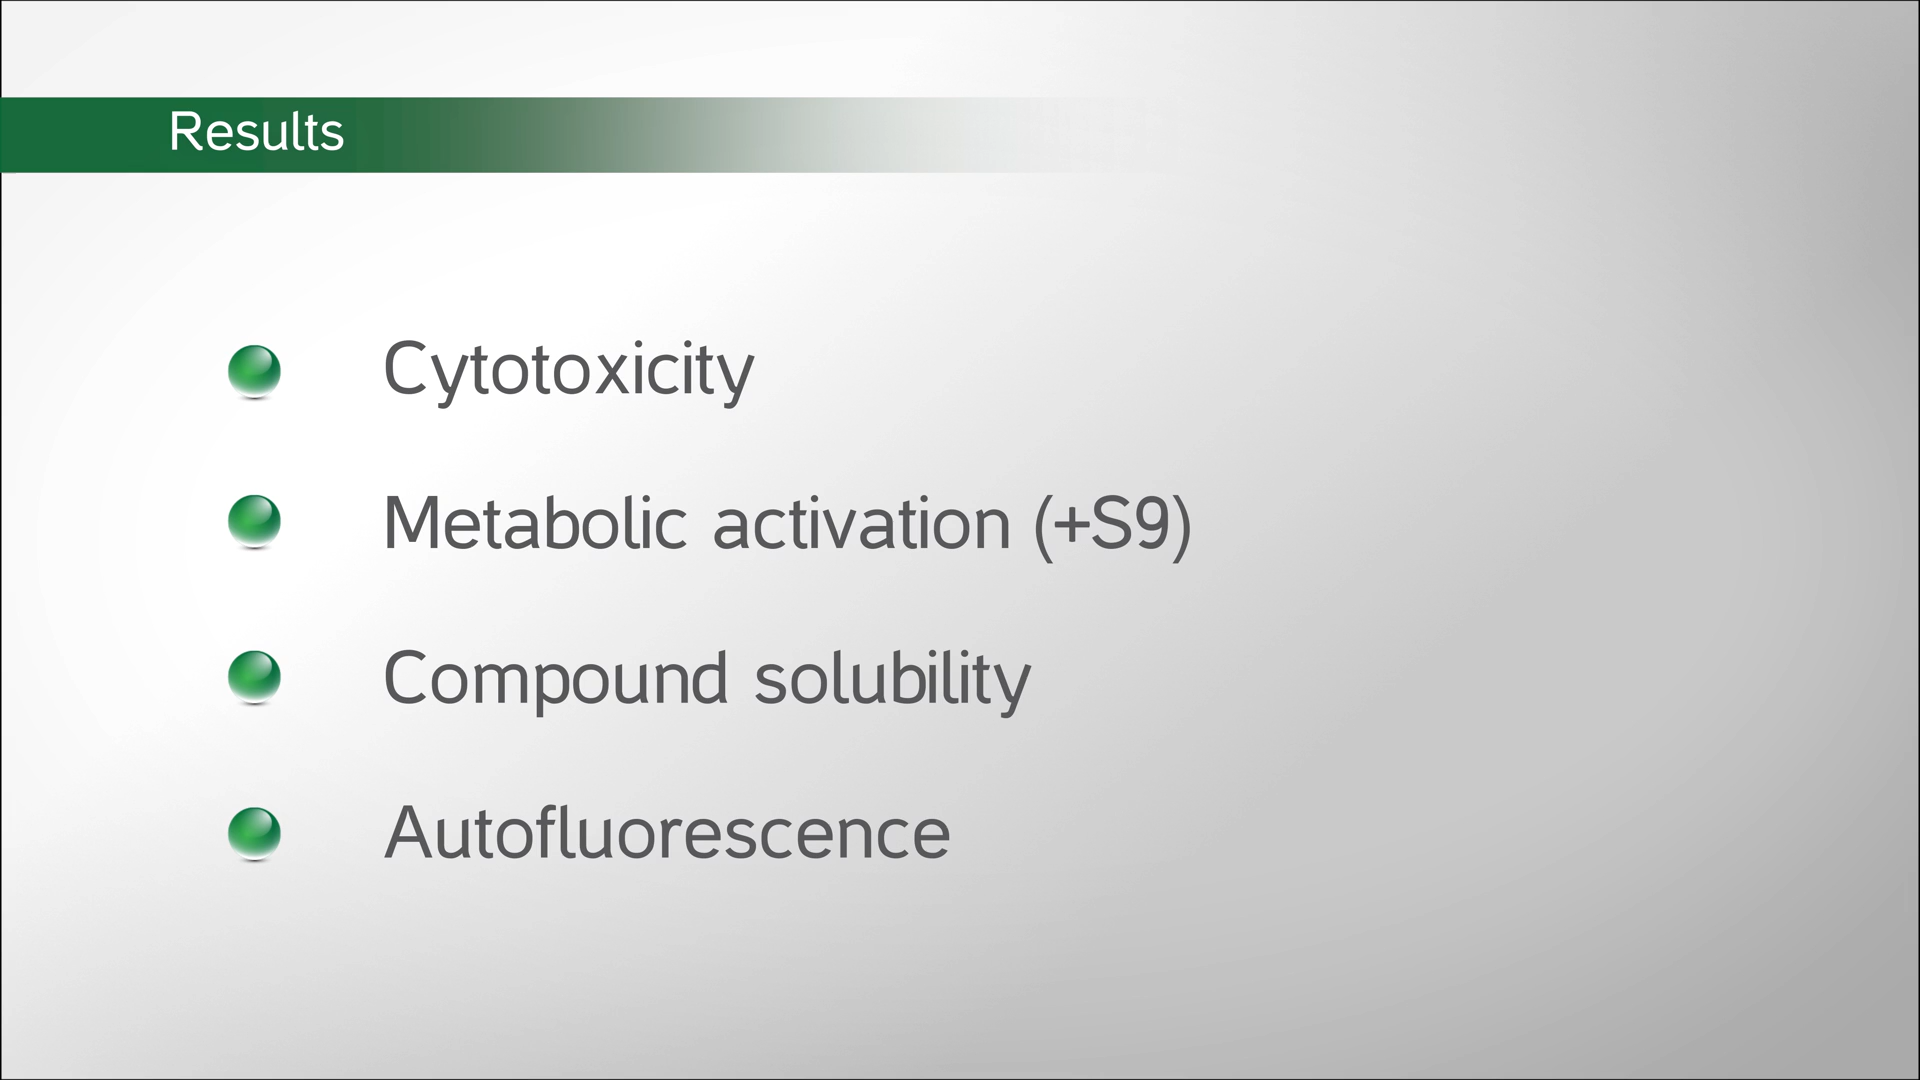 Results
Cytotoxicity
Metabolic activation (+S9)
Compound solubility
Autofluorescence